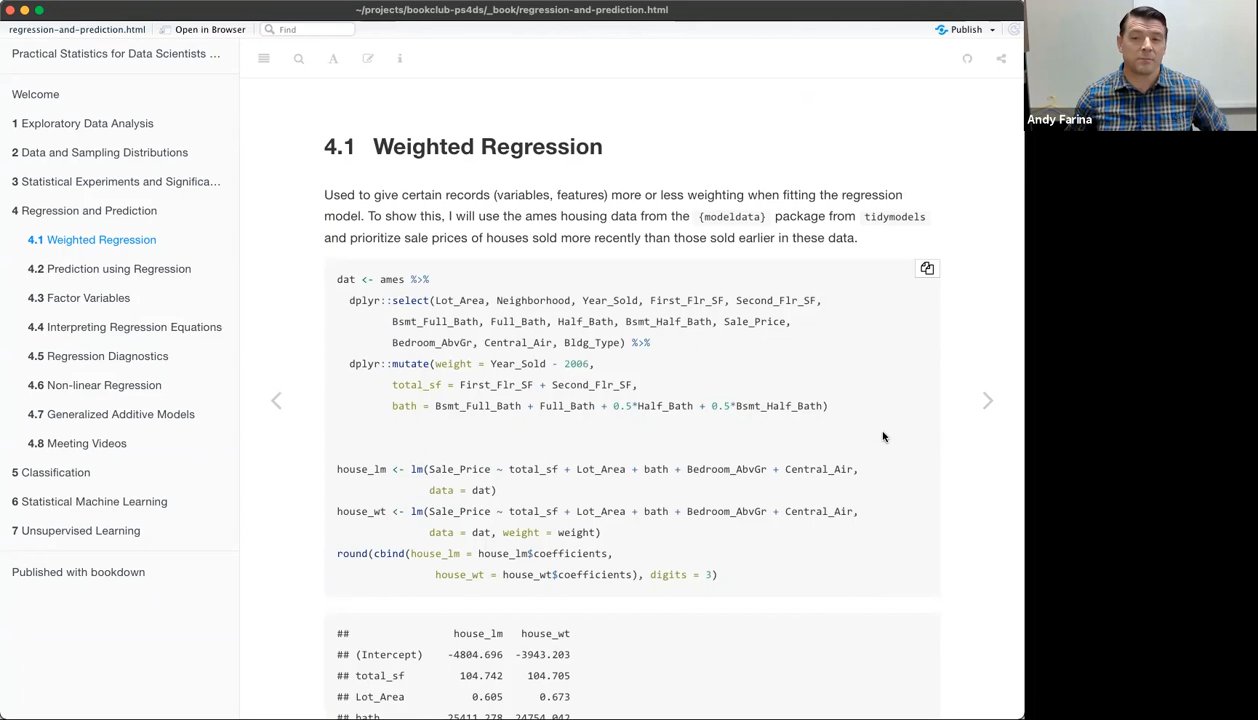 ~/projects/bookclub-ps4ds/_book/regression-and-prediction.html
regression-and-prediction.html
Open in Browser
Find
Publish
Practical Statistics for Data Scientists ...
Welcome
1 Exploratory Data Analysis
2 Data and Sampling Distributions
3 Statistical Experiments and Significa...
4 Regression and Prediction
4.1 Weighted Regression
4.2 Prediction using Regression
4.3 Factor Variables
4.4 Interpreting Regression Equations
4.5 Regression Diagnostics
4.6 Non-linear Regression
4.7 Generalized Additive Models
4.8 Meeting Videos
5 Classification
6 Statistical Machine Learning
7 Unsupervised Learning
Published with bookdown
A
i
4.1 Weighted Regression
Used to give certain records (variables, features) more or less weighting when fitting the regression
model. To show this, I will use the ames housing data from the {modeldata} package from tidymodels
and prioritize sale prices of houses sold more recently than those sold earlier in these data.
dat <- ames %>%
dplyr::select(Lot_Area, Neighborhood, Year_Sold, First_Flr_SF, Second_Flr_SF,
Bsmt_Full_Bath, Full_Bath, Half_Bath, Bsmt_Half_Bath, Sale_Price,
Bedroom_AbvGr, Central_Air, Bldg_Type) %>%
dplyr::mutate(weight = Year_Sold - 2006,
total_sf = First_Flr_SF + Second_Flr_SF,
bath = Bsmt_Full_Bath + Full_Bath + 0.5*Half_Bath + 0.5*Bsmt_Half_Bath)
house_lm <- lm(Sale_Price ~ total_sf + Lot_Area + bath + Bedroom_AbvGr + Central_Air,
data = dat)
house_wt <- lm(Sale_Price ~ total_sf + Lot_Area + bath + Bedroom_AbvGr + Central_Air,
data = dat, weight = weight)
round(cbind(house_lm = house_lm$coefficients,
house_wt = house_wt$coefficients), digits = 3)
## house_lm house_wt
## (Intercept) -4804.696 -3943.203
## total_sf 104.742 104.705
## Lot_Area 0.605 0.673
## bath 25411.278 24754.042
Andy Farina